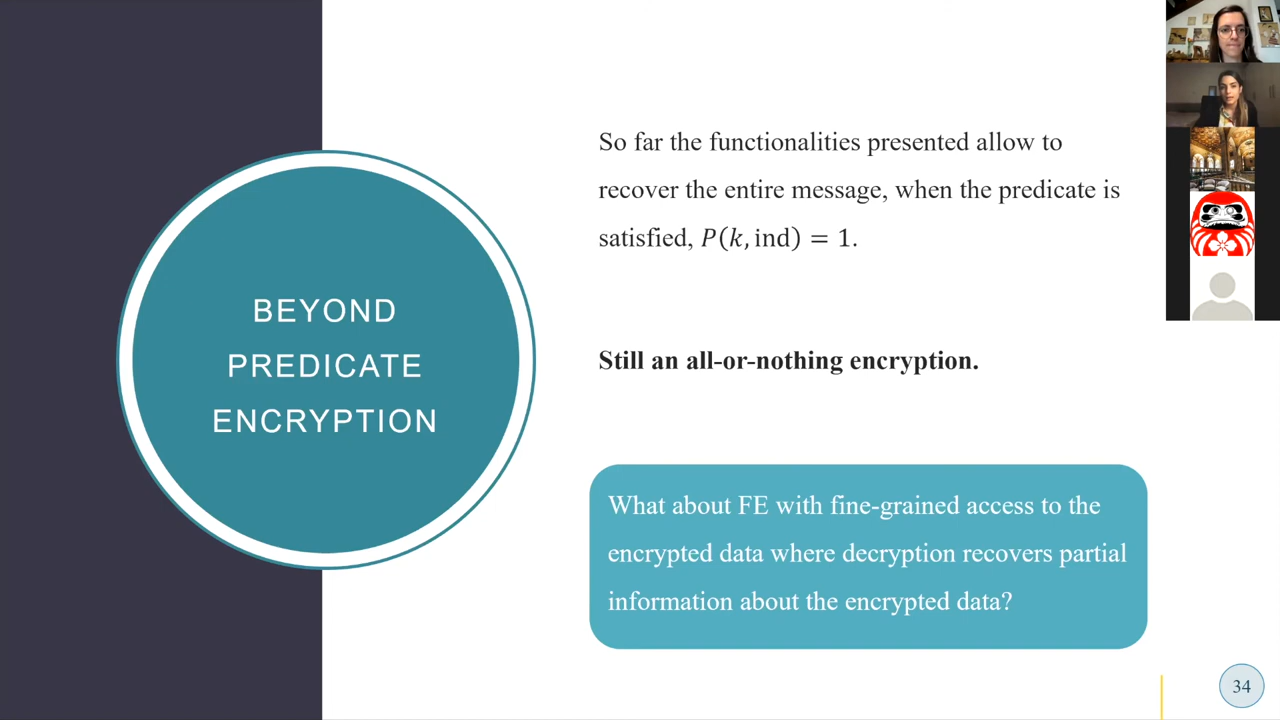 BEYOND
PREDICATE
ENCRYPTION
So far the functionalities presented allow to
recover the entire message, when the predicate is
satisfied, P(k, ind) = 1.
Still an all-or-nothing encryption.
What about FE with fine-grained access to the
encrypted data where decryption recovers partial
information about the encrypted data?
34